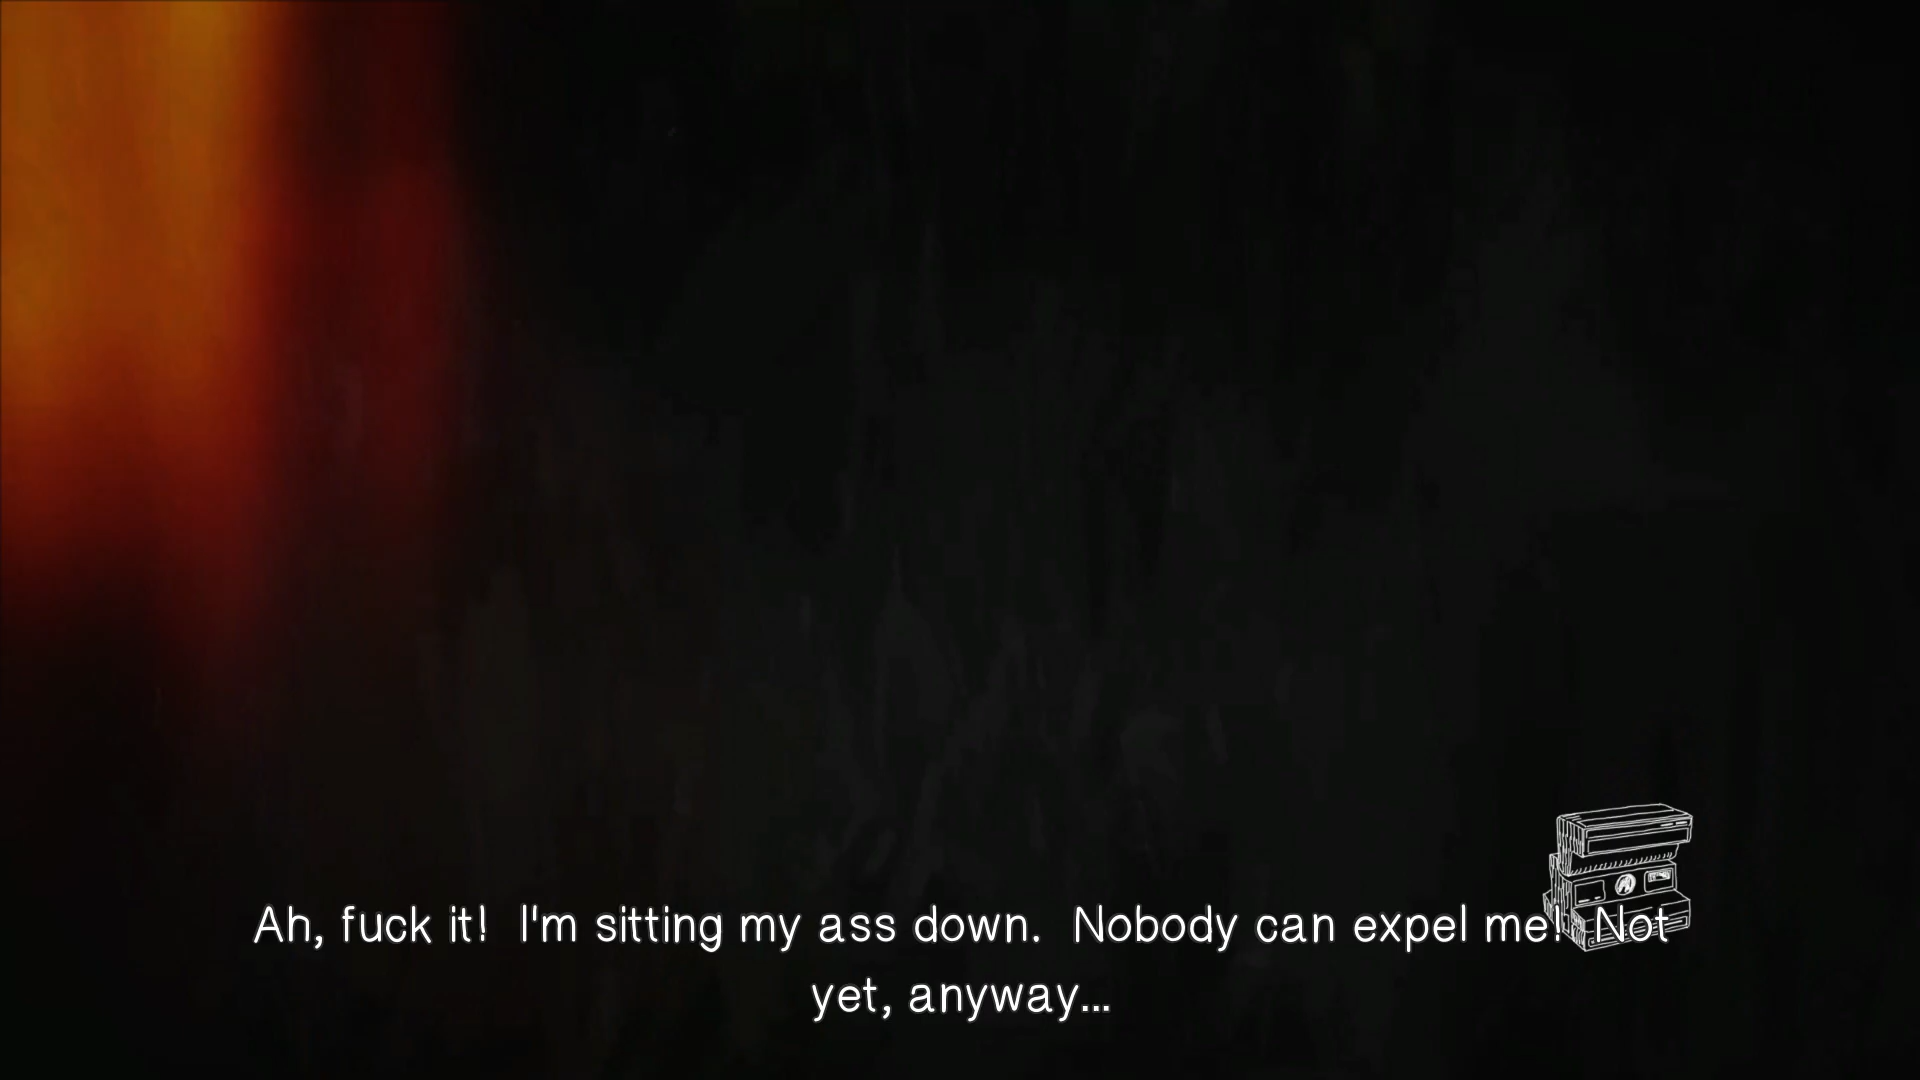 Ah, fuck it!  I'm sitting my ass down.  Nobody can expel me!  Not
yet, anyway...